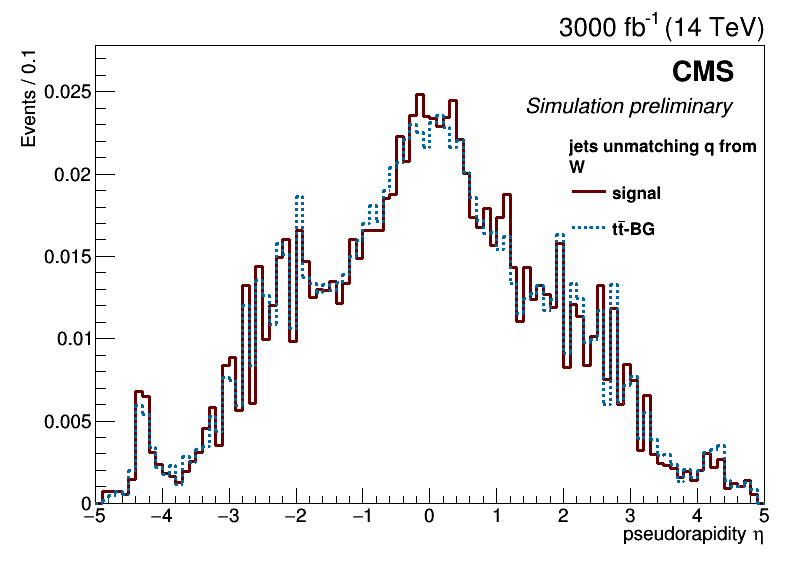 3000 fb⁻¹ (14 TeV)
Events / 0.1
CMS
Simulation preliminary
jets unmatching q from
W
signal
tt̄-BG
0.025
0.02
0.015
0.01
0.005
0
−5 −4 −3 −2 −1 0 1 2 3 4 5
pseudorapidity η